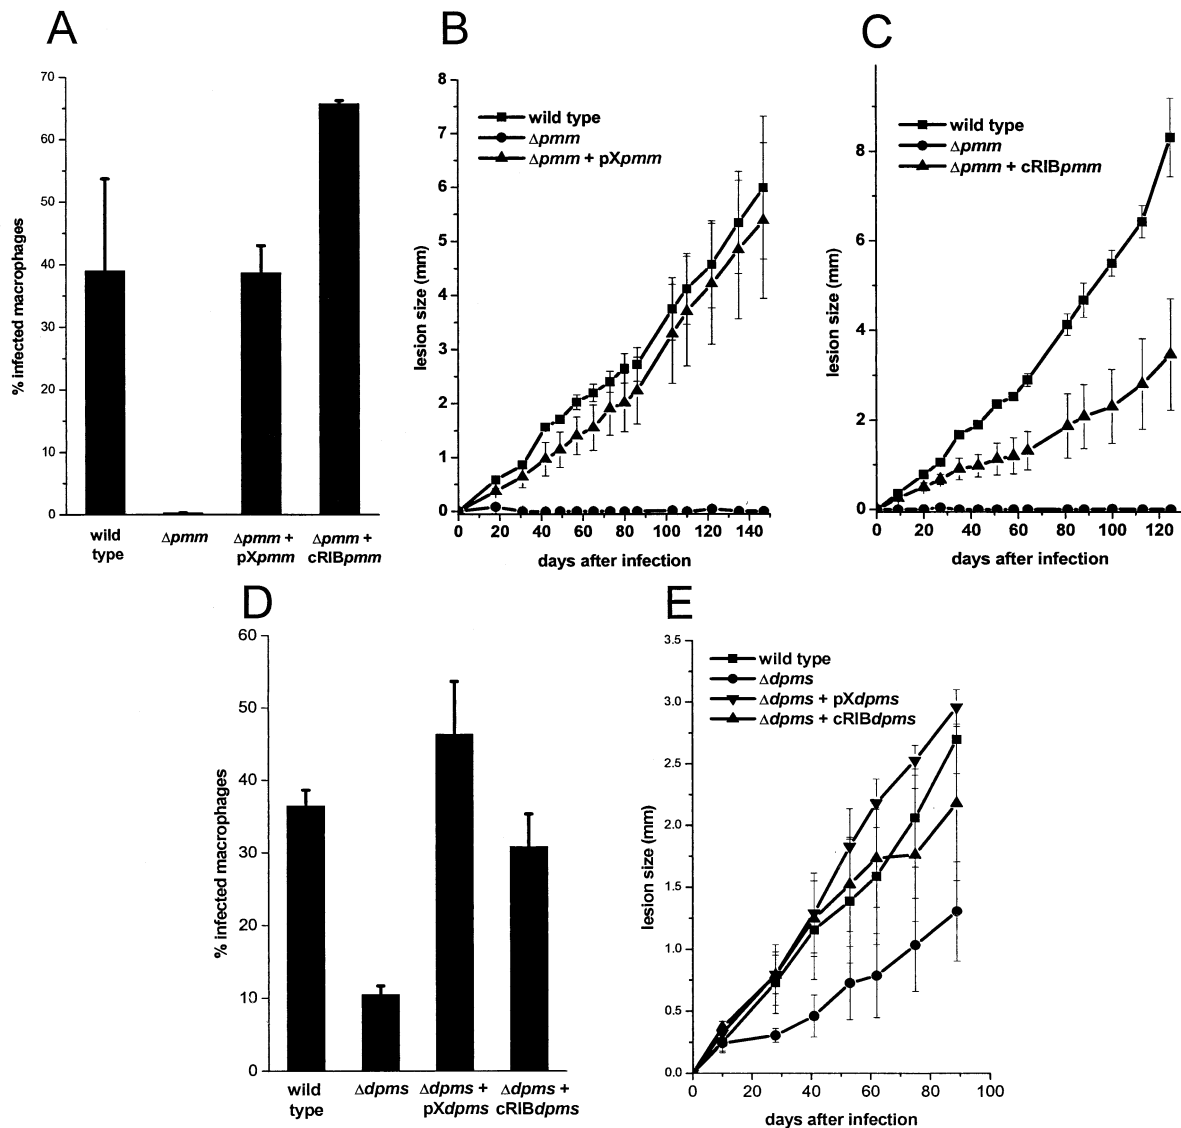 A
70
60
50
40
30
20
10
0
% infected macrophages
wild
type
Δpmm
Δpmm +
pXpmm
Δpmm +
cRIBpmm
B
8
7
6
5
4
3
2
1
0
lesion size (mm)
wild type
Δpmm
Δpmm + pXpmm
0 20 40 60 80 100 120 140
days after infection
C
8
6
4
2
0
lesion size (mm)
wild type
Δpmm
Δpmm + cRIBpmm
0 20 40 60 80 100 120
days after infection
D
60
50
40
30
20
10
0
% infected macrophages
wild
type
Δdpms
Δdpms +
pXdpms
Δdpms +
cRIBdpms
E
3.5
3.0
2.5
2.0
1.5
1.0
0.5
0.0
lesion size (mm)
wild type
Δdpms
Δdpms + pXdpms
Δdpms + cRIBdpms
0 20 40 60 80 100
days after infection